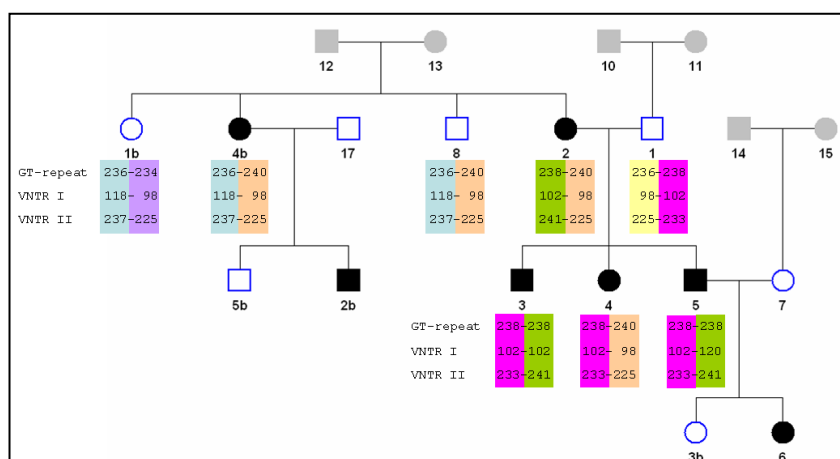 12 13 10 11
1b 4b 17 8 2 1 14 15
GT-repeat 236-234 236-240 236-240 238-240 236-238
VNTR I 118- 98 118- 98 118- 98 102- 98 98-102
VNTR II 237-225 237-225 237-225 241-225 225-233
5b 2b 3 4 5 7
GT-repeat 238-238 238-240 238-238
VNTR I 102-102 102- 98 102-120
VNTR II 233-241 233-225 233-241
3b 6